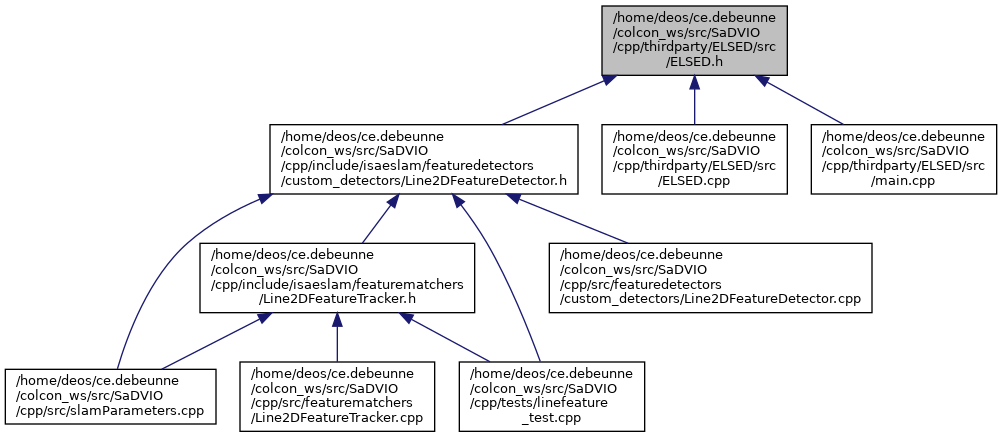 /home/deos/ce.debeunne
/colcon_ws/src/SaDVIO
/cpp/thirdparty/ELSED/src
/ELSED.h
/home/deos/ce.debeunne
/colcon_ws/src/SaDVIO
/cpp/include/isaeslam/featuredetectors
/custom_detectors/Line2DFeatureDetector.h
/home/deos/ce.debeunne
/colcon_ws/src/SaDVIO
/cpp/thirdparty/ELSED/src
/ELSED.cpp
/home/deos/ce.debeunne
/colcon_ws/src/SaDVIO
/cpp/thirdparty/ELSED/src
/main.cpp
/home/deos/ce.debeunne
/colcon_ws/src/SaDVIO
/cpp/include/isaeslam/featurematchers
/Line2DFeatureTracker.h
/home/deos/ce.debeunne
/colcon_ws/src/SaDVIO
/cpp/src/featuredetectors
/custom_detectors/Line2DFeatureDetector.cpp
/home/deos/ce.debeunne
/colcon_ws/src/SaDVIO
/cpp/src/slamParameters.cpp
/home/deos/ce.debeunne
/colcon_ws/src/SaDVIO
/cpp/src/featurematchers
/Line2DFeatureTracker.cpp
/home/deos/ce.debeunne
/colcon_ws/src/SaDVIO
/cpp/tests/linefeature
_test.cpp